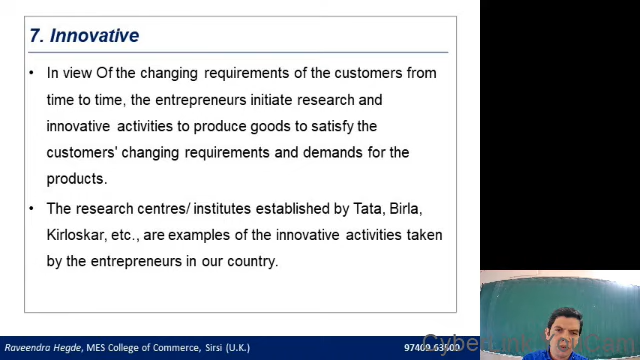 7. Innovative
• In view Of the changing requirements of the customers from
time to time, the entrepreneurs initiate research and
innovative activities to produce goods to satisfy the
customers' changing requirements and demands for the
products.
• The research centres/ institutes established by Tata, Birla,
Kirloskar, etc., are examples of the innovative activities taken
by the entrepreneurs in our country.
Raveendra Hegde, MES College of Commerce, Sirsi (U.K.)
CyberLink YouCam